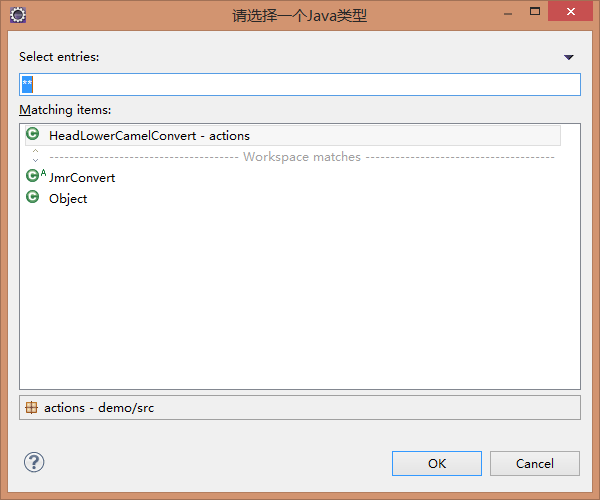 请选择一个Java类型
Select entries:
**
Matching items:
HeadLowerCamelConvert - actions
Workspace matches
JmrConvert
Object
actions - demo/src
OK Cancel